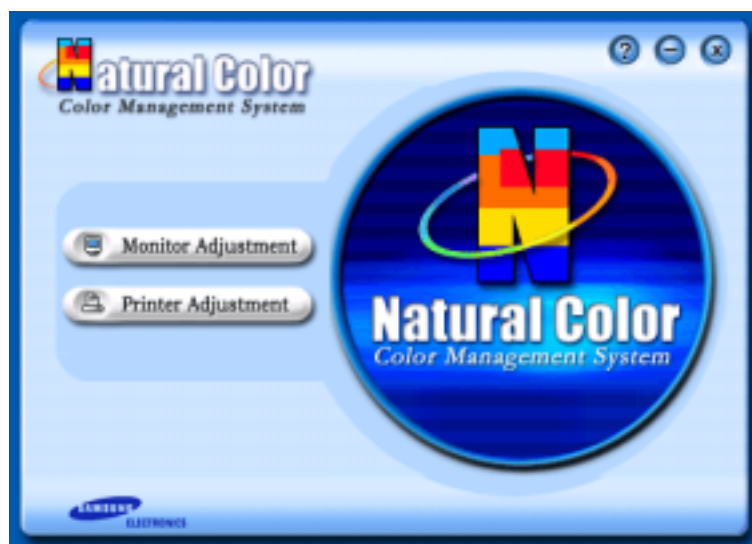 Natural Color
Color Management System
?
Monitor Adjustment
Printer Adjustment
N
Natural Color
Color Management System
SAMSUNG
ELECTRONICS